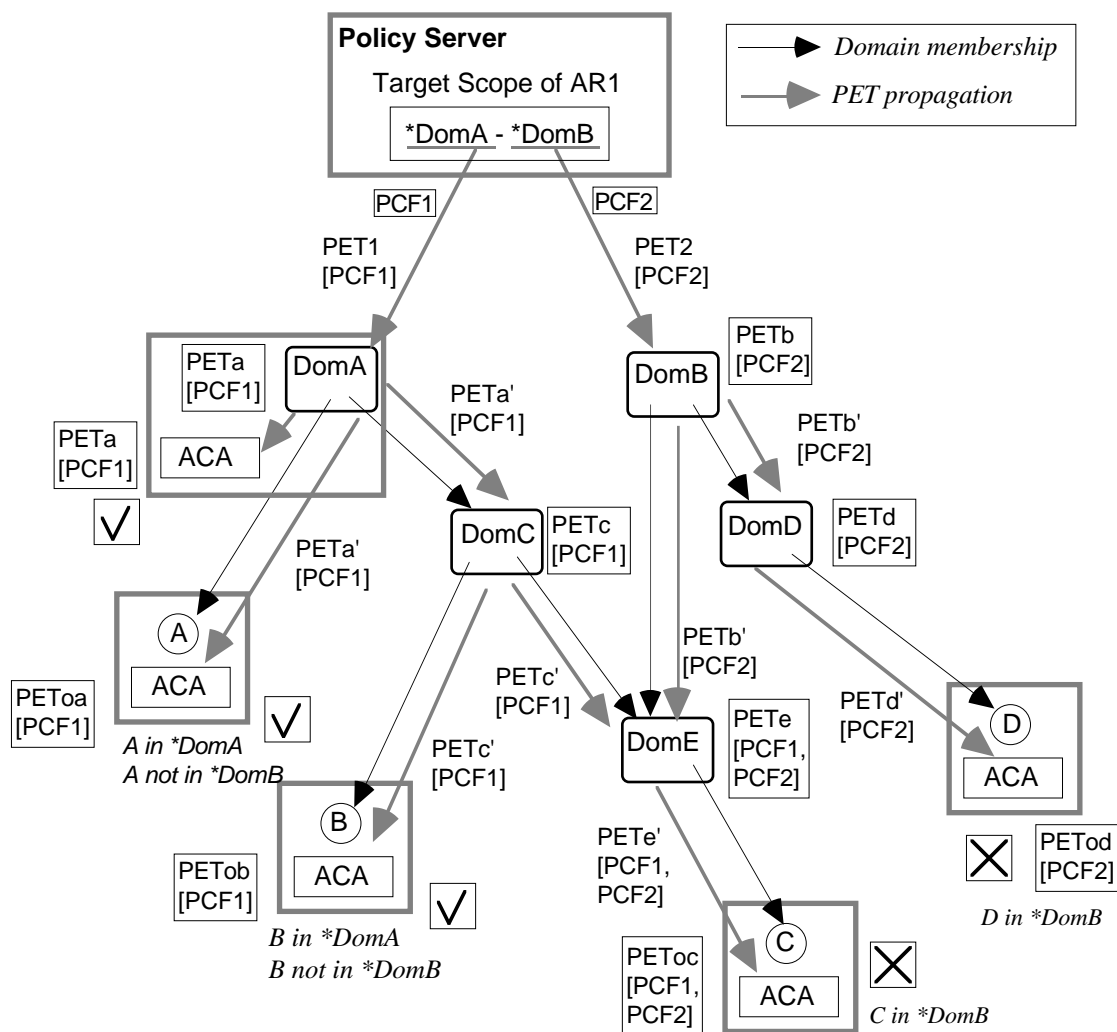 Policy Server
Target Scope of AR1
*DomA - *DomB
Domain membership
PET propagation
PCF1
PCF2
PET1
[PCF1]
PET2
[PCF2]
PETa
[PCF1]
DomA
ACA
PETa
[PCF1]
PETa'
[PCF1]
DomB
PETb
[PCF2]
PETb'
[PCF2]
DomC
PETc
[PCF1]
DomD
PETd
[PCF2]
PETa'
[PCF1]
A
ACA
PEToa
[PCF1]
A in *DomA
A not in *DomB
PETc'
[PCF1]
PETb'
[PCF2]
PETc'
[PCF1]
DomE
PETe
[PCF1,
PCF2]
PETd'
[PCF2]
D
ACA
PETod
[PCF2]
D in *DomB
B
ACA
PETob
[PCF1]
B in *DomA
B not in *DomB
PETe'
[PCF1,
PCF2]
C
ACA
PEToc
[PCF1,
PCF2]
C in *DomB